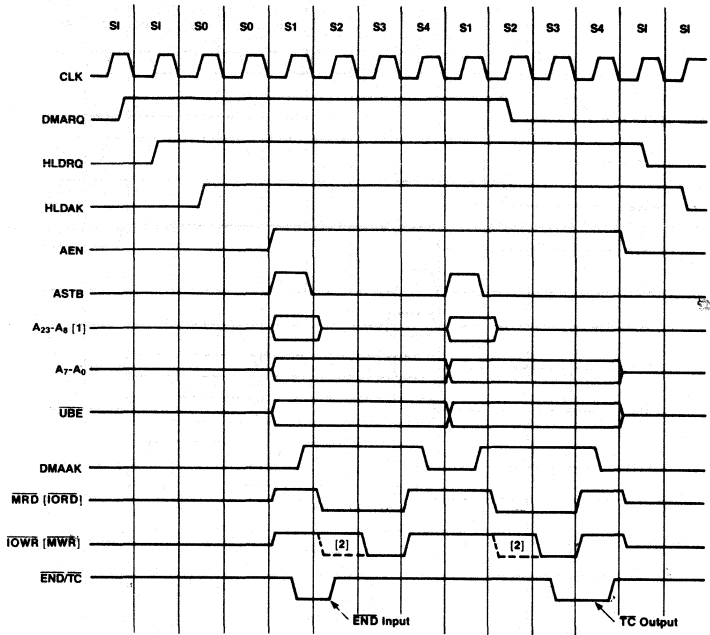 SI SI S0 S0 S1 S2 S3 S4 S1 S2 S3 S4 SI SI
CLK
DMARQ
HLDRQ
HLDAK
AEN
ASTB
A23-A8 [1]
A7-A0
UBE
DMAAK
MRD [IORD]
IOWR [MWR] [2] [2]
END/TC
END Input TC Output